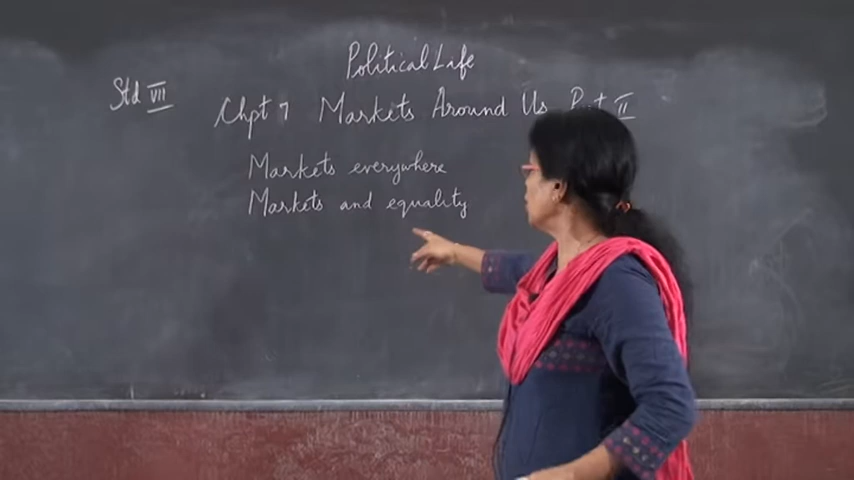 Political Life
Std VII
Chpt 7 Markets Around Us Part II
Markets everywhere
Markets and equality